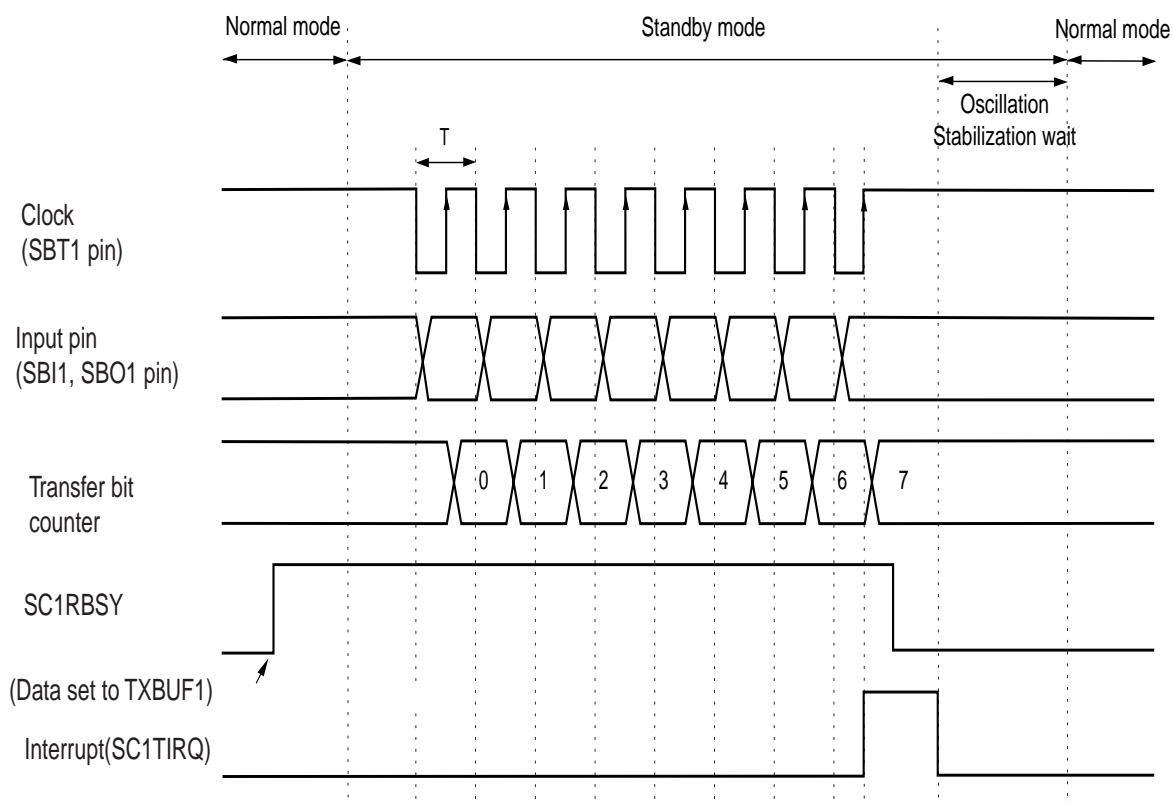 Normal mode
Standby mode
Normal mode
Oscillation
Stabilization wait
T
Clock
(SBT1 pin)
Input pin
(SBI1, SBO1 pin)
Transfer bit
counter
0 1 2 3 4 5 6 7
SC1RBSY
(Data set to TXBUF1)
Interrupt(SC1TIRQ)